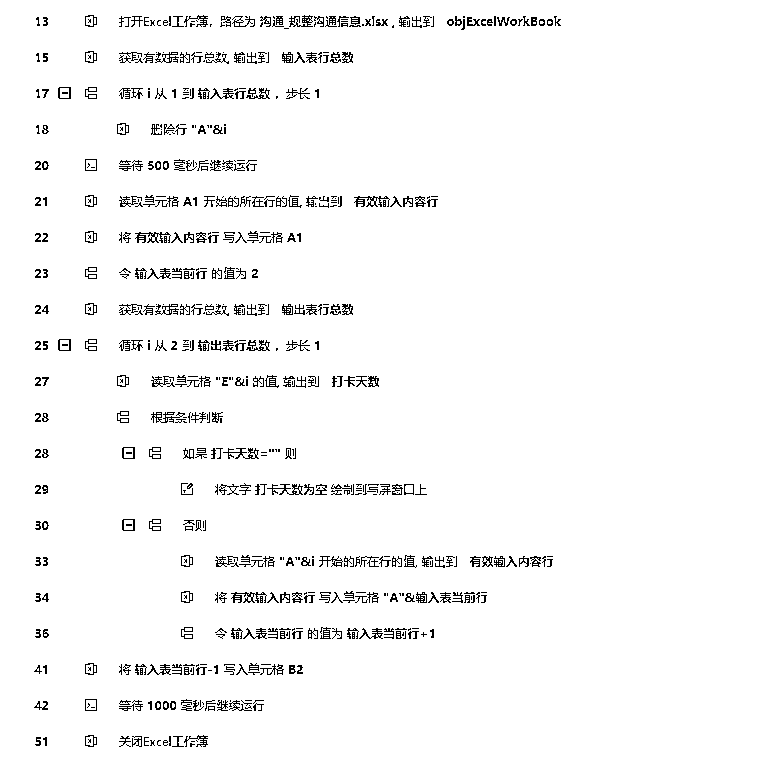 13 打开Excel工作簿，路径为 沟通_规整沟通信息.xlsx , 输出到 objExcelWorkBook
15 获取有数据的行总数, 输出到 输入表行总数
17 循环 i 从 1 到 输入表行总数 ，步长 1
18 删除行 "A"&i
20 等待 500 毫秒后继续运行
21 读取单元格 A1 开始的所在行的值, 输出到 有效输入内容行
22 将 有效输入内容行 写入单元格 A1
23 令 输入表当前行 的值为 2
24 获取有数据的行总数, 输出到 输出表行总数
25 循环 i 从 2 到 输出表行总数 ，步长 1
27 读取单元格 "E"&i 的值, 输出到 打卡天数
28 根据条件判断
28 如果 打卡天数="" 则
29 将文字 打卡天数为空 绘制到写屏窗口上
30 否则
33 读取单元格 "A"&i 开始的所在行的值, 输出到 有效输入内容行
34 将 有效输入内容行 写入单元格 "A"&输入表当前行
36 令 输入表当前行 的值为 输入表当前行+1
41 将 输入表当前行-1 写入单元格 B2
42 等待 1000 毫秒后继续运行
51 关闭Excel工作簿